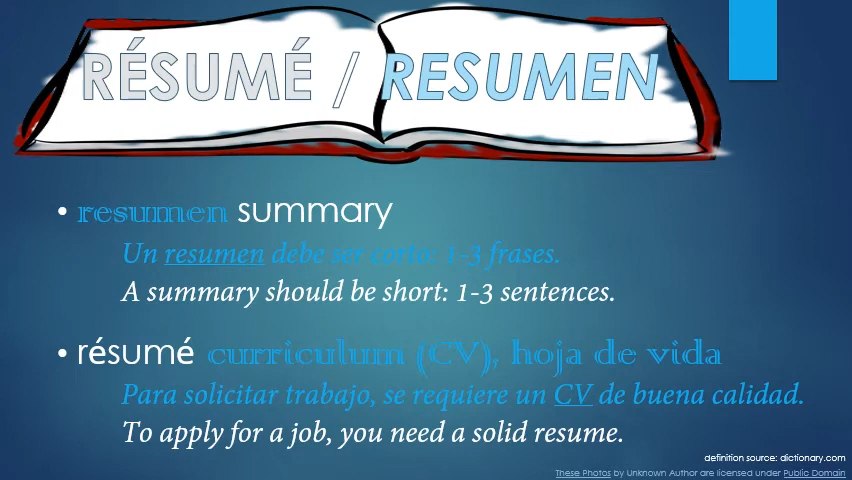 RÉSUMÉ / RESUMEN
• resumen summary
Un resumen debe ser corto: 1-3 frases.
A summary should be short: 1-3 sentences.
• résumé curriculum (CV), hoja de vida
Para solicitar trabajo, se requiere un CV de buena calidad.
To apply for a job, you need a solid resume.
definition source: dictionary.com
These Photos by Unknown Author are licensed under Public Domain